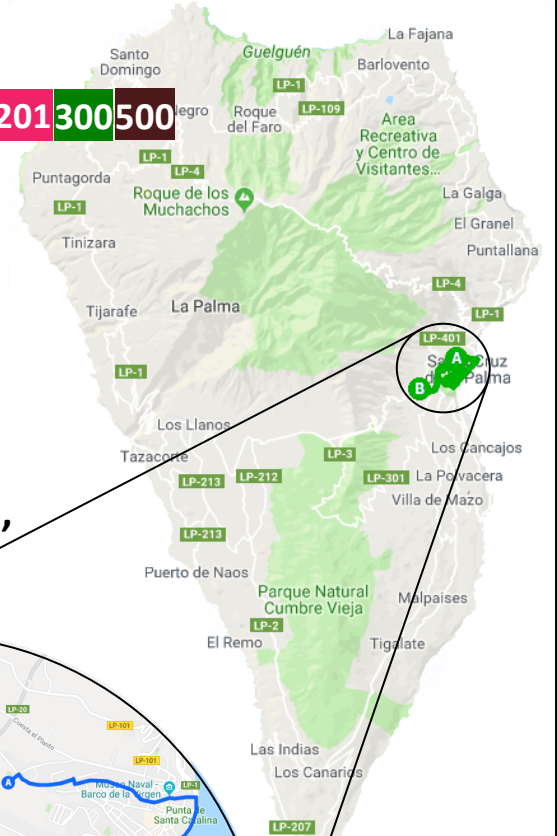 La Fajana
Santo
Domingo
Guelguén
Barlovento
LP-1
201 300 500
LP-109
Roque
del Faro
Area
Recreativa
y Centro de
Visitantes...
LP-1
LP-4
Puntagorda
Roque de los
Muchachos
La Galga
LP-1
El Granel
Tinizara
Puntallana
LP-4
Tijarafe
La Palma
LP-1
LP-401
A
B
LP-1
Los Llanos
Los Cancajos
Tazacorte
LP-3
LP-213
LP-212
LP-301
La Polvacera
Villa de Mazo
,
LP-213
Puerto de Naos
Parque Natural
Cumbre Vieja
Malpaises
LP-2
El Remo
Tigalate
LP-20
Cuesta el Planto
LP-101
LP-101
A
Museo Naval -
Barco de la Virgen
LP-1
Punta de
Santa Catalina
Las Indias
Los Canarios
LP-207